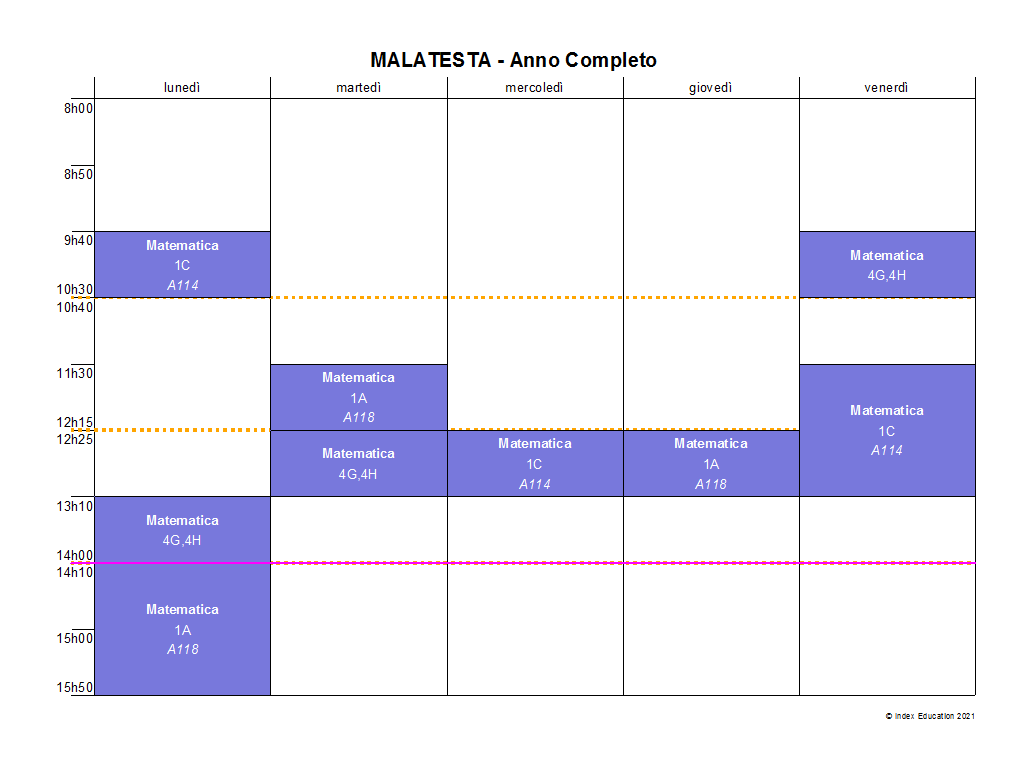 MALATESTA - Anno Completo
lunedì martedì mercoledì giovedì venerdì
8h00
8h50
9h40
Matematica
1C
A114
Matematica
4G,4H
10h30
10h40
11h30
Matematica
1A
A118
Matematica
1C
A114
12h15
12h25
Matematica
4G,4H
Matematica
1C
A114
Matematica
1A
A118
13h10
Matematica
4G,4H
14h00
14h10
Matematica
1A
A118
15h00
15h50
© Index Education 2021